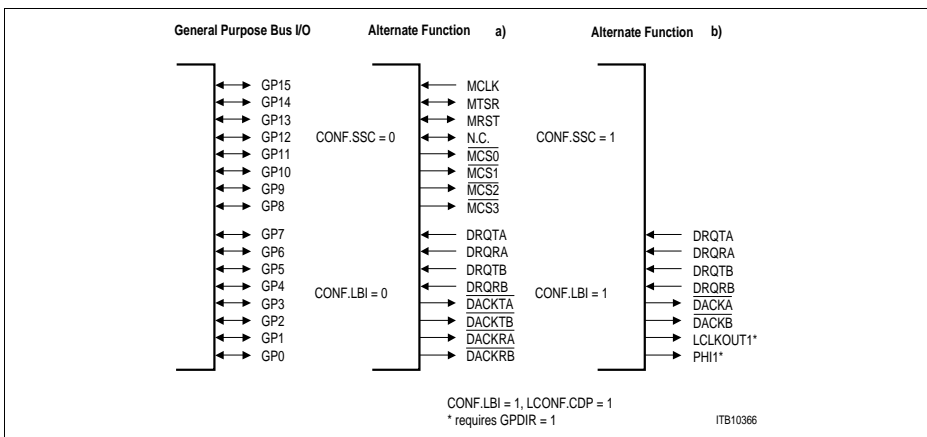 General Purpose Bus I/O Alternate Function a) Alternate Function b)
GP15 MCLK
GP14 MTSR
GP13 MRST
GP12 CONF.SSC = 0 N.C. CONF.SSC = 1
GP11 MCS0
GP10 MCS1
GP9 MCS2
GP8 MCS3
GP7 DRQTA DRQTA
GP6 DRQRA DRQRA
GP5 DRQTB DRQTB
GP4 CONF.LBI = 0 DRQRB CONF.LBI = 1 DRQRB
GP3 DACKTA DACKA
GP2 DACKTB DACKB
GP1 DACKRA LCLKOUT1*
GP0 DACKRB PHI1*
CONF.LBI = 1, LCONF.CDP = 1
* requires GPDIR = 1 ITB10366